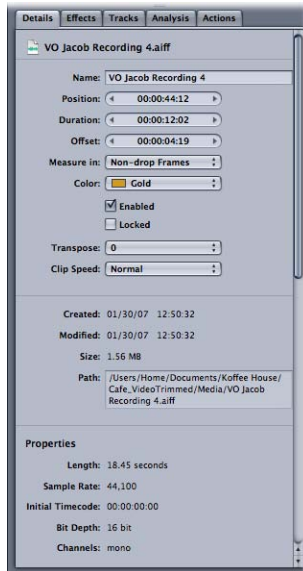 Details Effects Tracks Analysis Actions
VO Jacob Recording 4.aiff
Name: VO Jacob Recording 4
Position: 00:00:44:12
Duration: 00:00:12:02
Offset: 00:00:04:19
Measure in: Non-drop Frames
Color: Gold
Enabled
Locked
Transpose: 0
Clip Speed: Normal
Created: 01/30/07 12:50:32
Modified: 01/30/07 12:50:32
Size: 1.56 MB
Path: /Users/Home/Documents/Koffee House/
Cafe_VideoTrimmed/Media/VO Jacob
Recording 4.aiff
Properties
Length: 18.45 seconds
Sample Rate: 44,100
Initial Timecode: 00:00:00:00
Bit Depth: 16 bit
Channels: mono